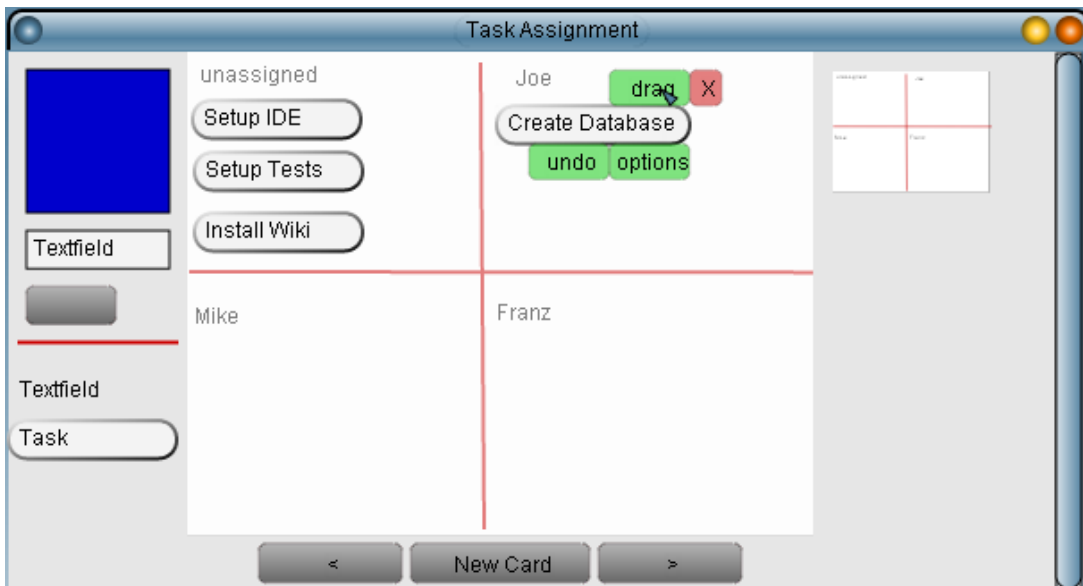 Task Assignment
Textfield
Textfield
Task
unassigned
Setup IDE
Setup Tests
Install Wiki
Joe
drag X
Create Database
undo options
Mike
Franz
< New Card >